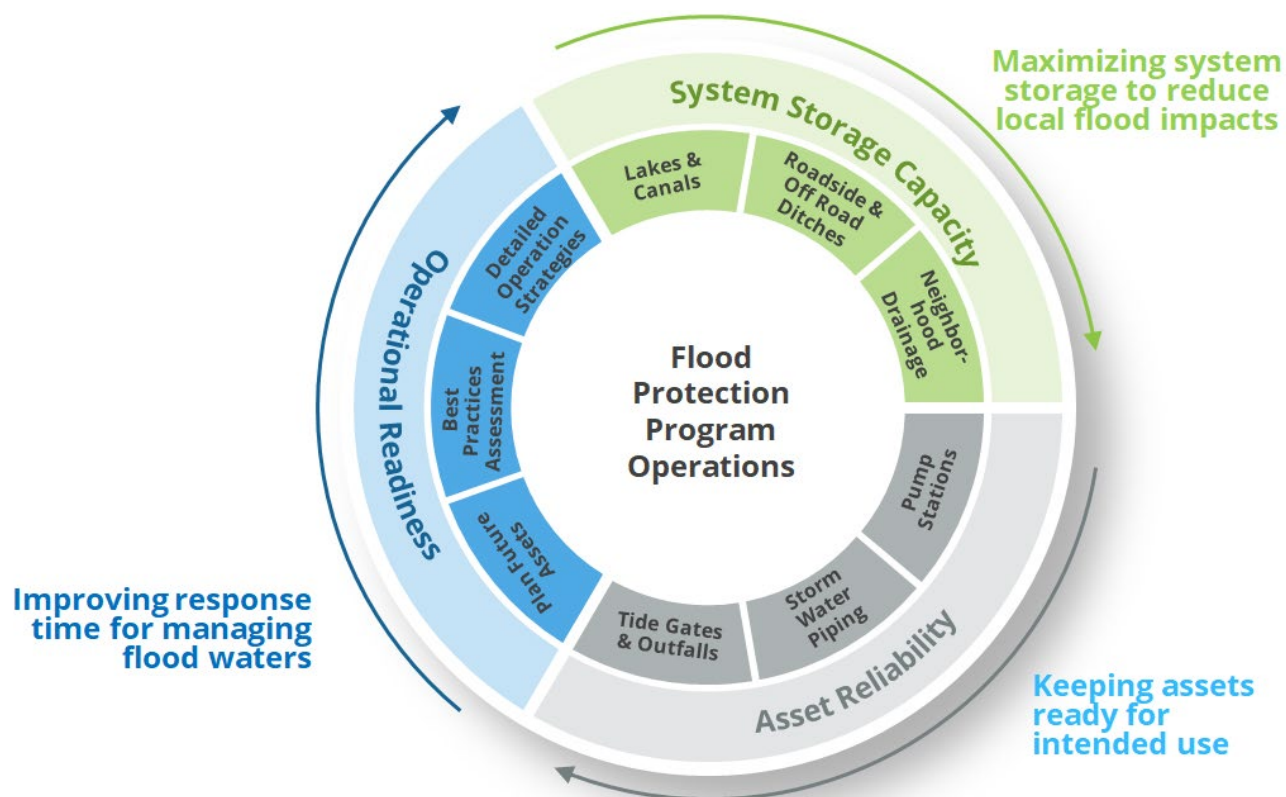 Maximizing system
storage to reduce
local flood impacts
System Storage Capacity
Lakes &
Canals
Roadside &
Off Road
Ditches
Neighbor-
hood
Drainage
Flood
Protection
Program
Operations
Operational Readiness
Detailed
Operation
Strategies
Best
Practices
Assessment
Plan Future
Assets
Pump
Stations
Storm
Water
Piping
Tide Gates
& Outfalls
Asset Reliability
Improving response
time for managing
flood waters
Keeping assets
ready for
intended use